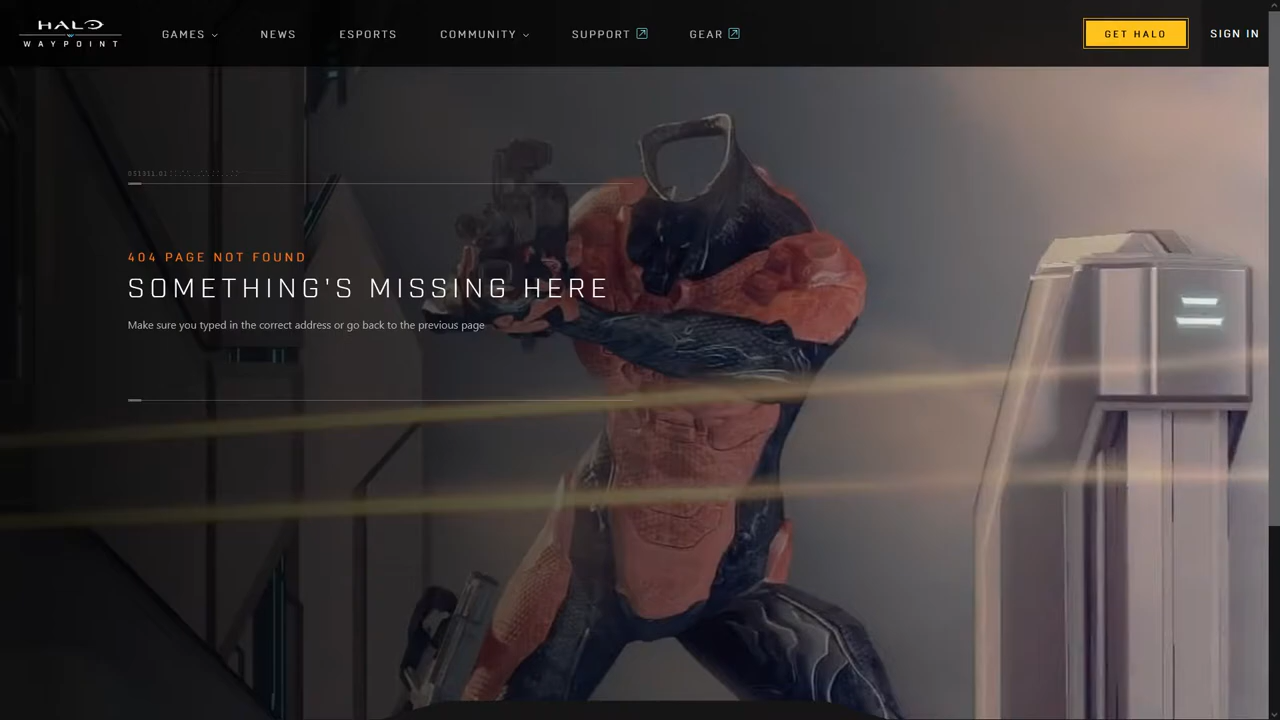 HALO
WAYPOINT
GAMES
NEWS
ESPORTS
COMMUNITY
SUPPORT
GEAR
GET HALO
SIGN IN
404 PAGE NOT FOUND
SOMETHING'S MISSING HERE
Make sure you typed in the correct address or go back to the previous page